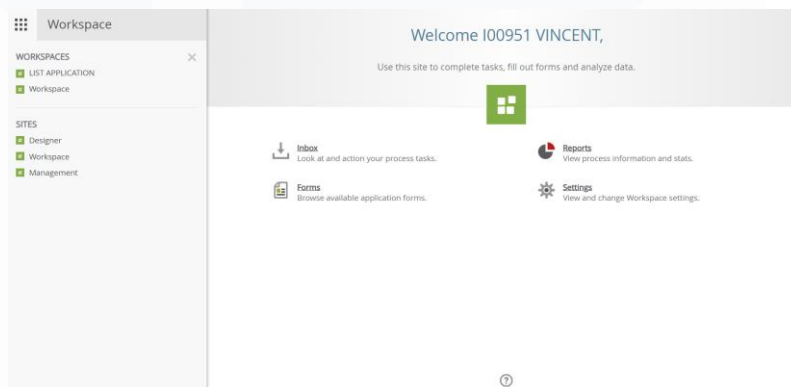 Workspace
WORKSPACES
LIST APPLICATION
Workspace
SITES
Designer
Workspace
Management
Welcome I00951 VINCENT,
Use this site to complete tasks, fill out forms and analyze data.
Inbox
Look at and action your process tasks.
Reports
View process information and stats.
Forms
Browse available application forms.
Settings
View and change Workspace settings.
?